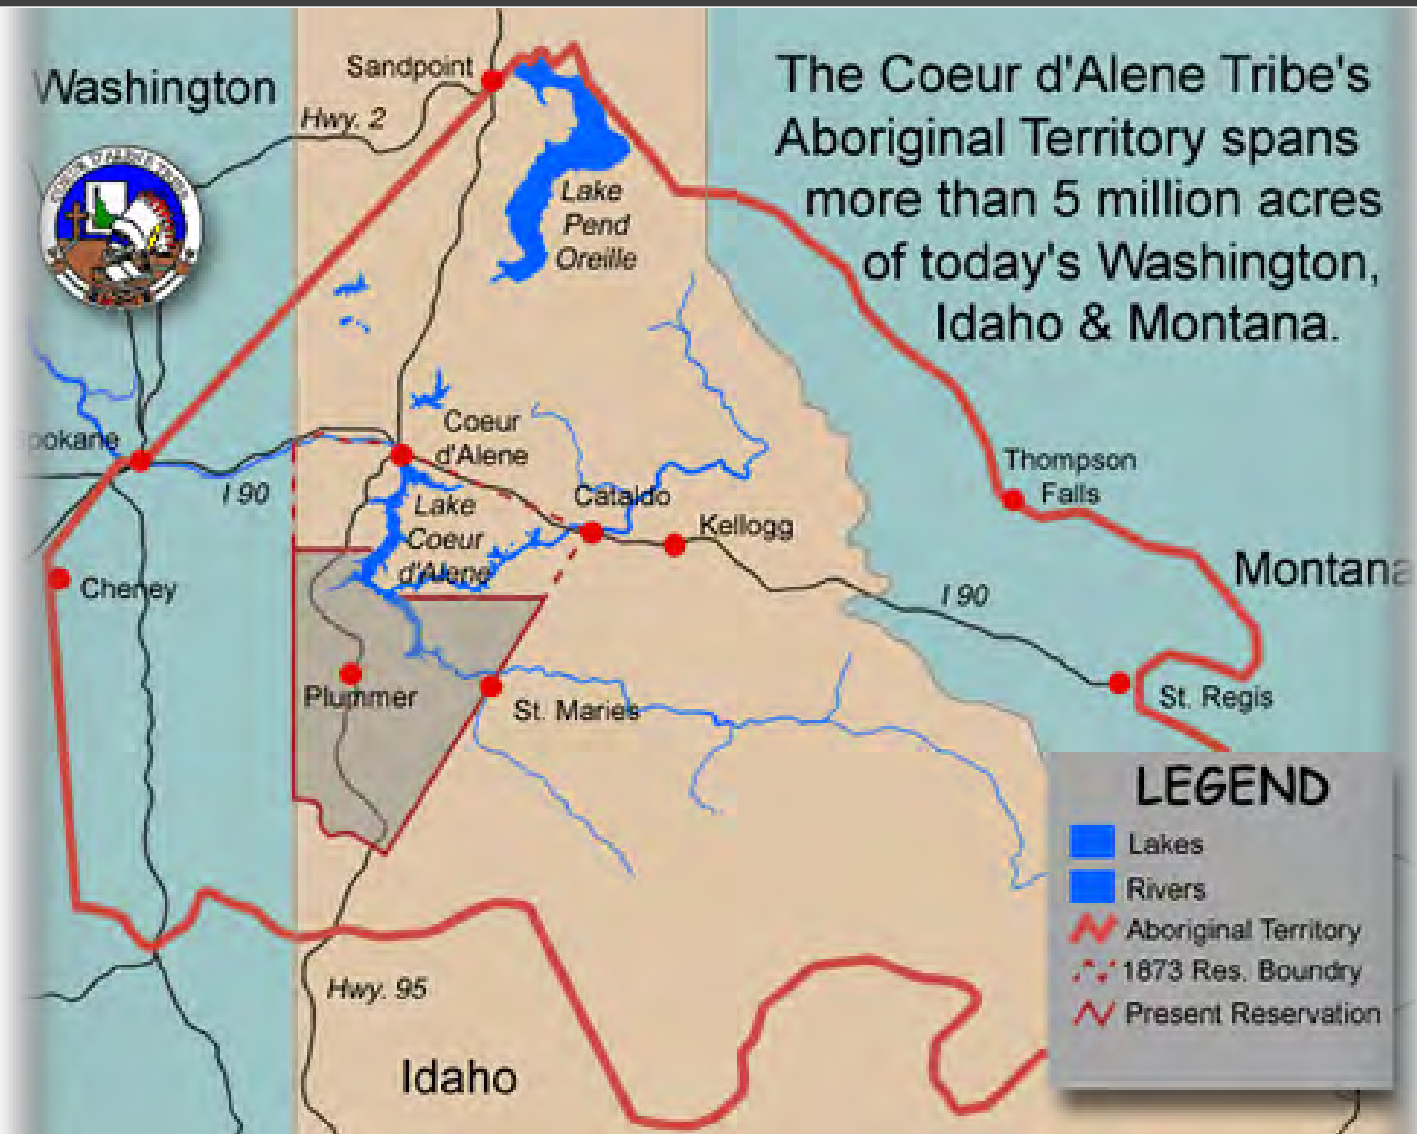 Washington
Sandpoint
Hwy. 2
The Coeur d'Alene Tribe's
Aboriginal Territory spans
more than 5 million acres
of today's Washington,
Idaho & Montana.
Lake
Pend
Oreille
Coeur
d'Alene
pokane
I 90
Lake
Coeur
d'Alene
Cataldo
Kellogg
Thompson
Falls
Cheney
Montana
I 90
Plummer
St. Maries
St. Regis
LEGEND
Lakes
Rivers
Aboriginal Territory
1873 Res. Boundry
Present Reservation
Hwy. 95
Idaho